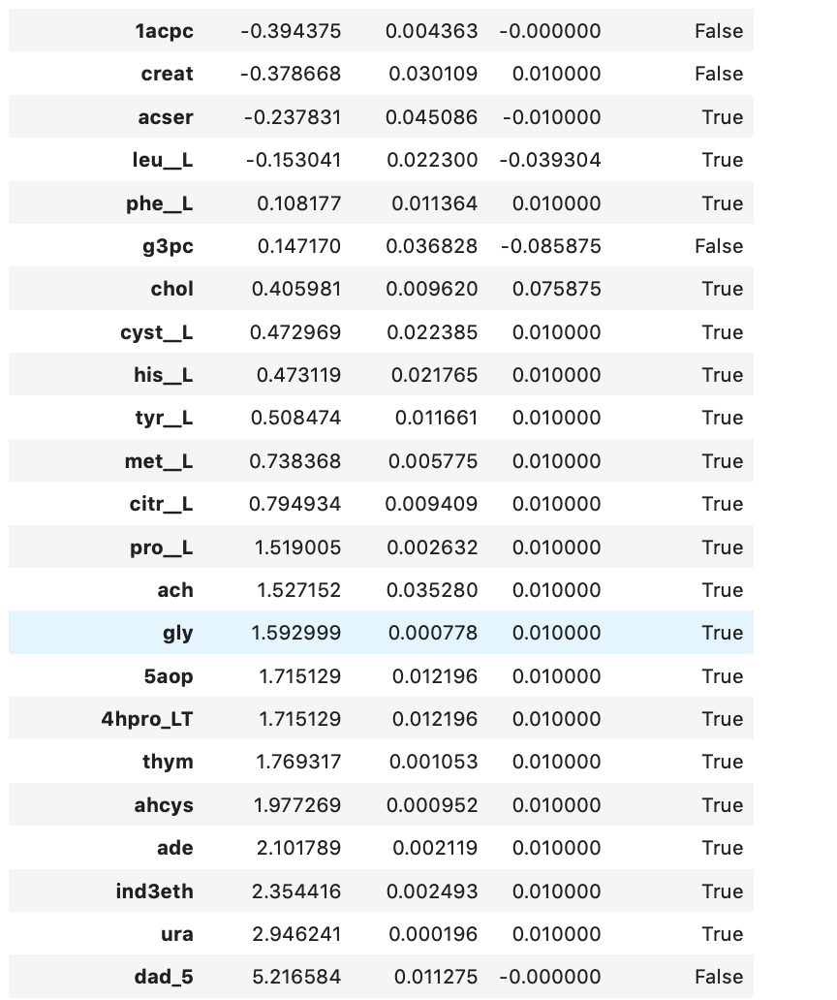 1acpc -0.394375 0.004363 -0.000000 False
creat -0.378668 0.030109 0.010000 False
acser -0.237831 0.045086 -0.010000 True
leu__L -0.153041 0.022300 -0.039304 True
phe__L 0.108177 0.011364 0.010000 True
g3pc 0.147170 0.036828 -0.085875 False
chol 0.405981 0.009620 0.075875 True
cyst__L 0.472969 0.022385 0.010000 True
his__L 0.473119 0.021765 0.010000 True
tyr__L 0.508474 0.011661 0.010000 True
met__L 0.738368 0.005775 0.010000 True
citr__L 0.794934 0.009409 0.010000 True
pro__L 1.519005 0.002632 0.010000 True
ach 1.527152 0.035280 0.010000 True
gly 1.592999 0.000778 0.010000 True
5aop 1.715129 0.012196 0.010000 True
4hpro_LT 1.715129 0.012196 0.010000 True
thym 1.769317 0.001053 0.010000 True
ahcys 1.977269 0.000952 0.010000 True
ade 2.101789 0.002119 0.010000 True
ind3eth 2.354416 0.002493 0.010000 True
ura 2.946241 0.000196 0.010000 True
dad_5 5.216584 0.011275 -0.000000 False